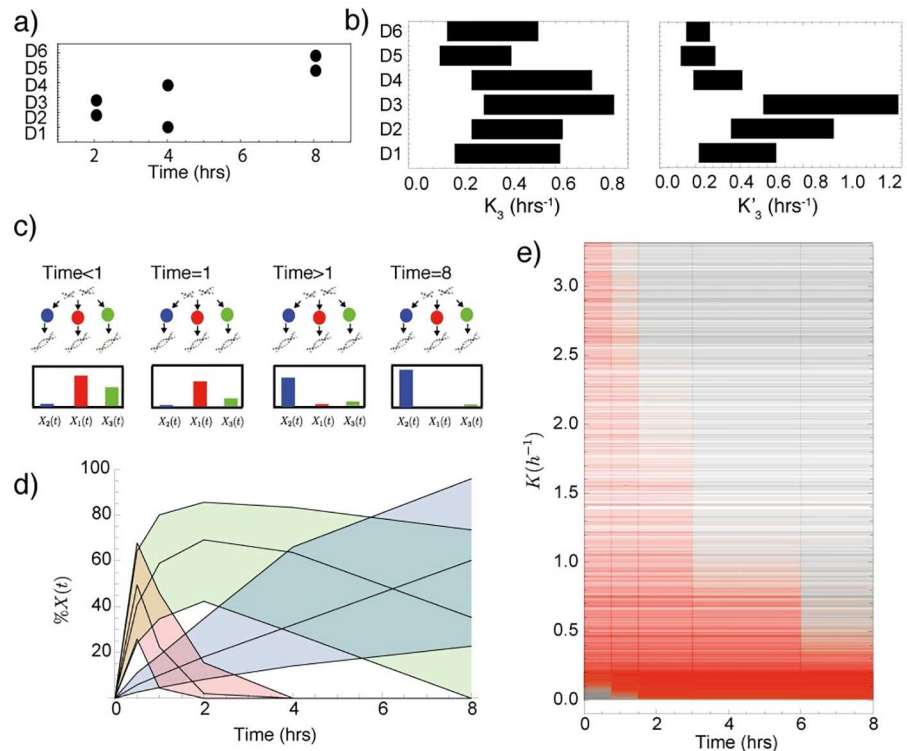 a)
D6
D5
D4
D3
D2
D1
2 4 8
Time (hrs)
b)
D6
D5
D4
D3
D2
D1
0.0 0.2 0.4 0.6 0.8
K3 (hrs-1)
0.0 0.2 0.4 0.6 0.8 1.0 1.2
K'3 (hrs-1)
c)
Time<1 Time=1 Time>1 Time=8
X2(t) X1(t) X3(t) X2(t) X1(t) X3(t) X2(t) X1(t) X3(t) X2(t) X1(t) X3(t)
d)
100
80
60
40
20
%X(t)
0 2 4 6 8
Time (hrs)
e)
3.0
2.5
2.0
1.5
1.0
0.5
0.0
K(h-1)
0 2 4 6 8
Time (hrs)